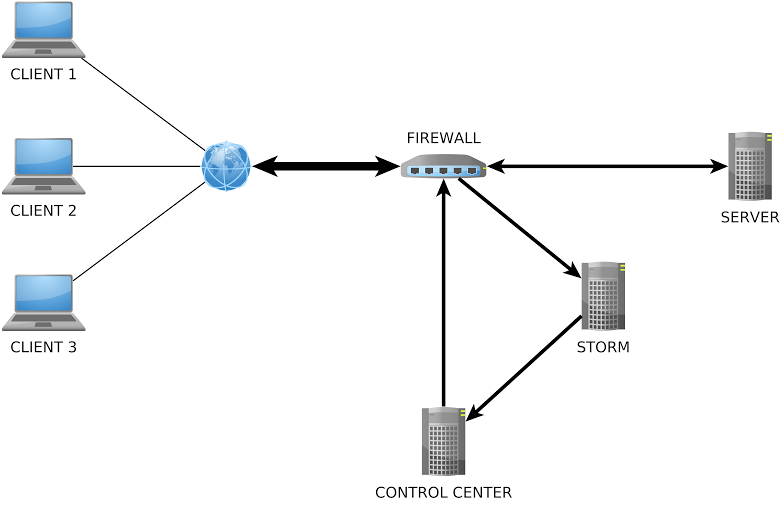 CLIENT 1
FIREWALL
CLIENT 2
SERVER
CLIENT 3
STORM
CONTROL CENTER